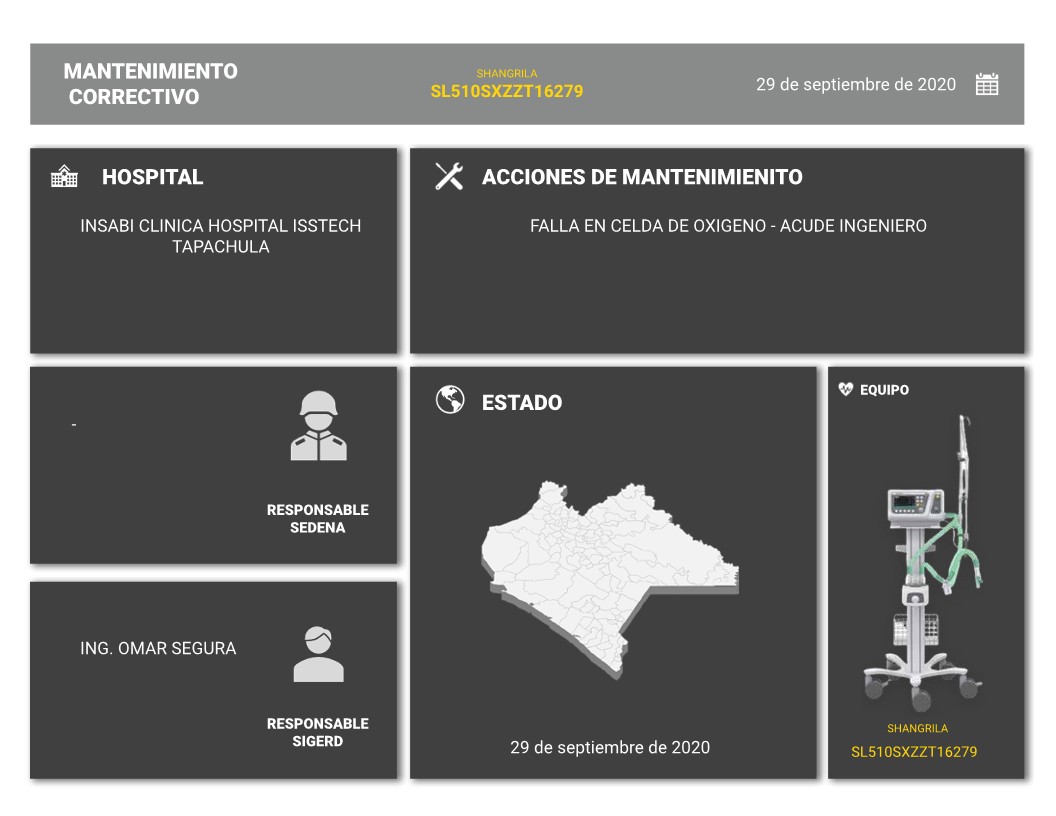 MANTENIMIENTO
CORRECTIVO
SHANGRILA
SL510SXZZT16279
29 de septiembre de 2020
HOSPITAL
INSABI CLINICA HOSPITAL ISSTECH
TAPACHULA
ACCIONES DE MANTENIMIENITO
FALLA EN CELDA DE OXIGENO - ACUDE INGENIERO
-
RESPONSABLE
SEDENA
ING. OMAR SEGURA
RESPONSABLE
SIGERD
ESTADO
29 de septiembre de 2020
EQUIPO
SHANGRILA
SL510SXZZT16279